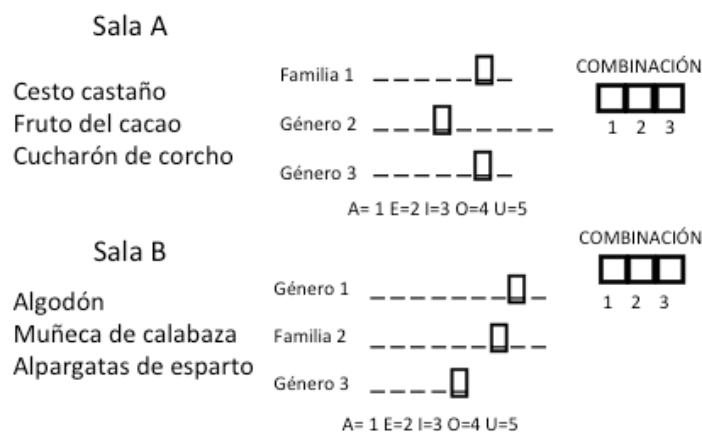 Sala A
Cesto castaño
Fruto del cacao
Cucharón de corcho
Familia 1
Género 2
Género 3
A= 1 E=2 I=3 O=4 U=5
COMBINACIÓN
1 2 3
Sala B
Algodón
Muñeca de calabaza
Alpargatas de esparto
Género 1
Familia 2
Género 3
A= 1 E=2 I=3 O=4 U=5
COMBINACIÓN
1 2 3